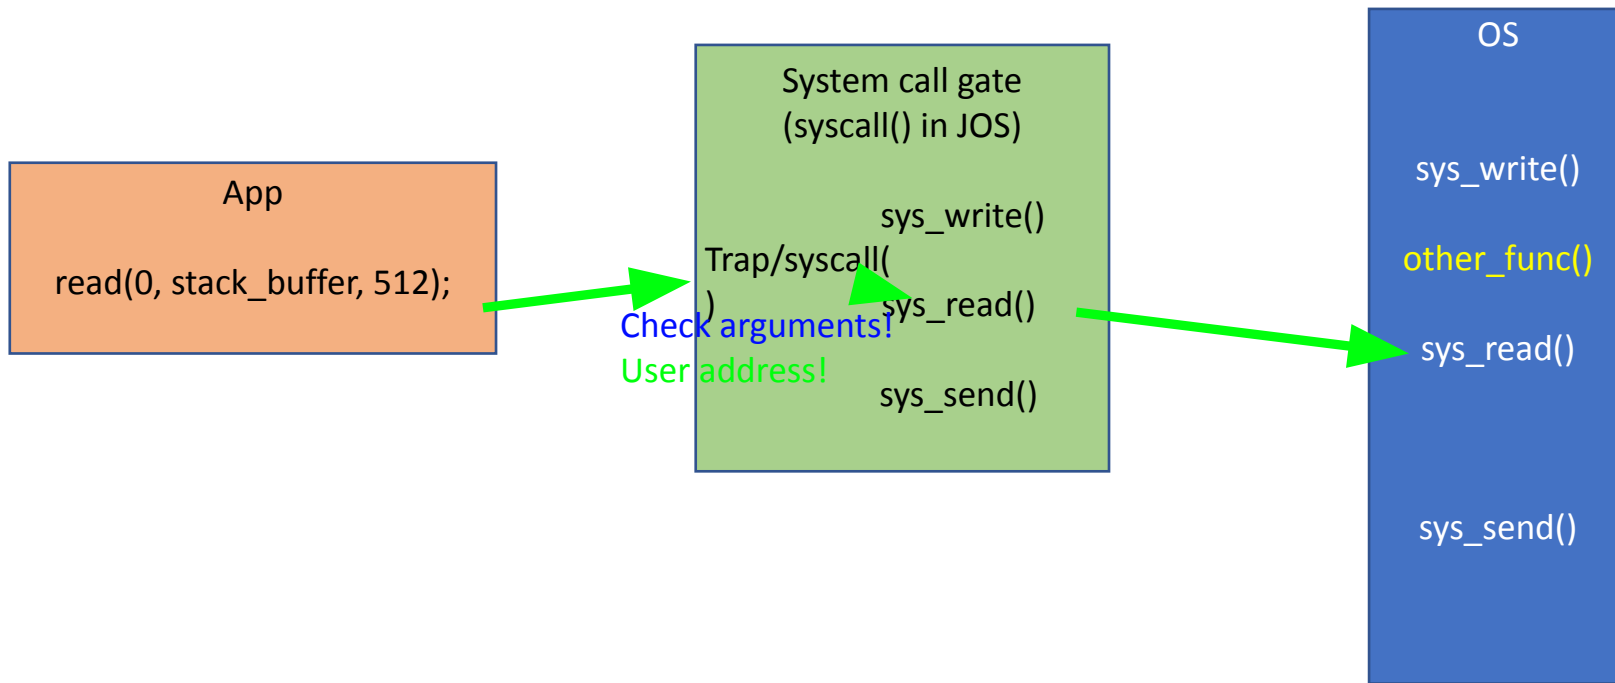 App
read(0, stack_buffer, 512);
System call gate
(syscall() in JOS)
sys_write()
Trap/syscall(
)
sys_read()
Check arguments!
User address!
sys_send()
OS
sys_write()
other_func()
sys_read()
sys_send()